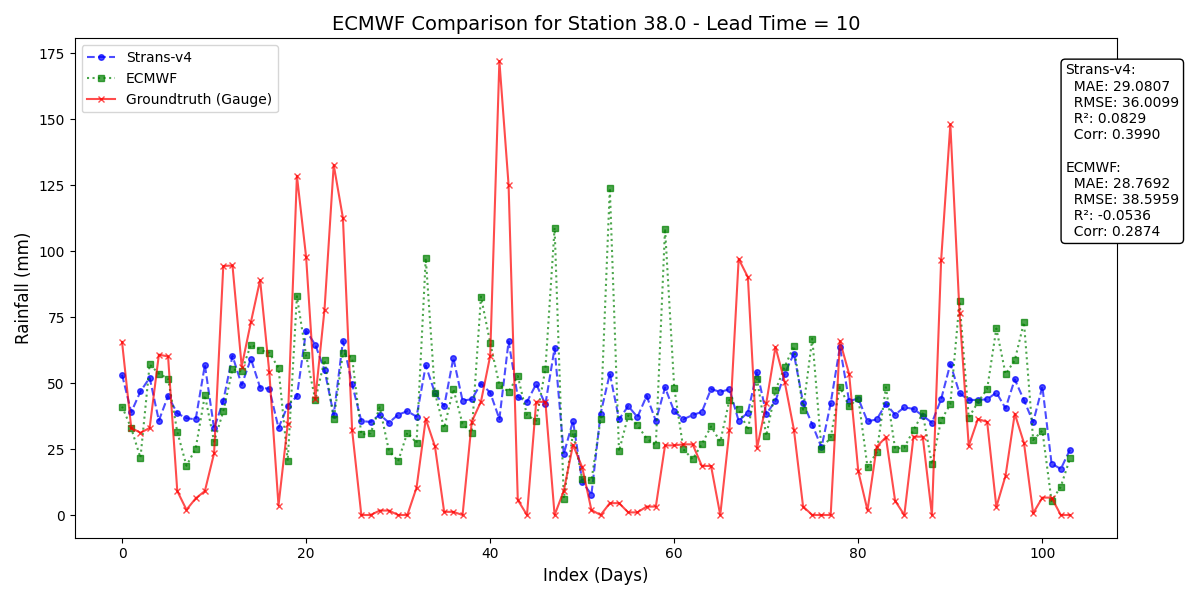 ECMWF Comparison for Station 38.0 - Lead Time = 10
Rainfall (mm)
175
150
125
100
75
50
25
0
Strans-v4
ECMWF
Groundtruth (Gauge)
Strans-v4:
MAE: 29.0807
RMSE: 36.0099
R²: 0.0829
Corr: 0.3990
ECMWF:
MAE: 28.7692
RMSE: 38.5959
R²: -0.0536
Corr: 0.2874
0 20 40 60 80 100
Index (Days)